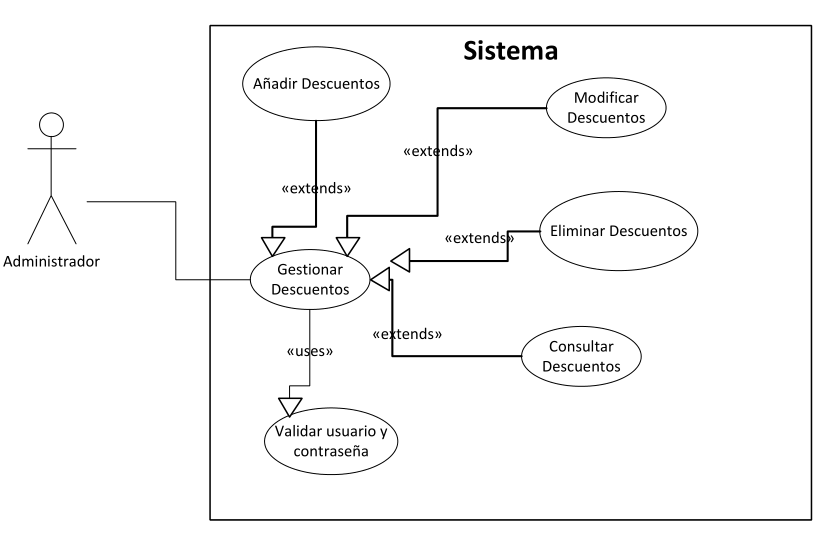 Sistema
Añadir Descuentos
Modificar
Descuentos
«extends»
«extends»
Eliminar Descuentos
«extends»
Administrador
Gestionar
Descuentos
«extends»
Consultar
Descuentos
«uses»
Validar usuario y
contraseña